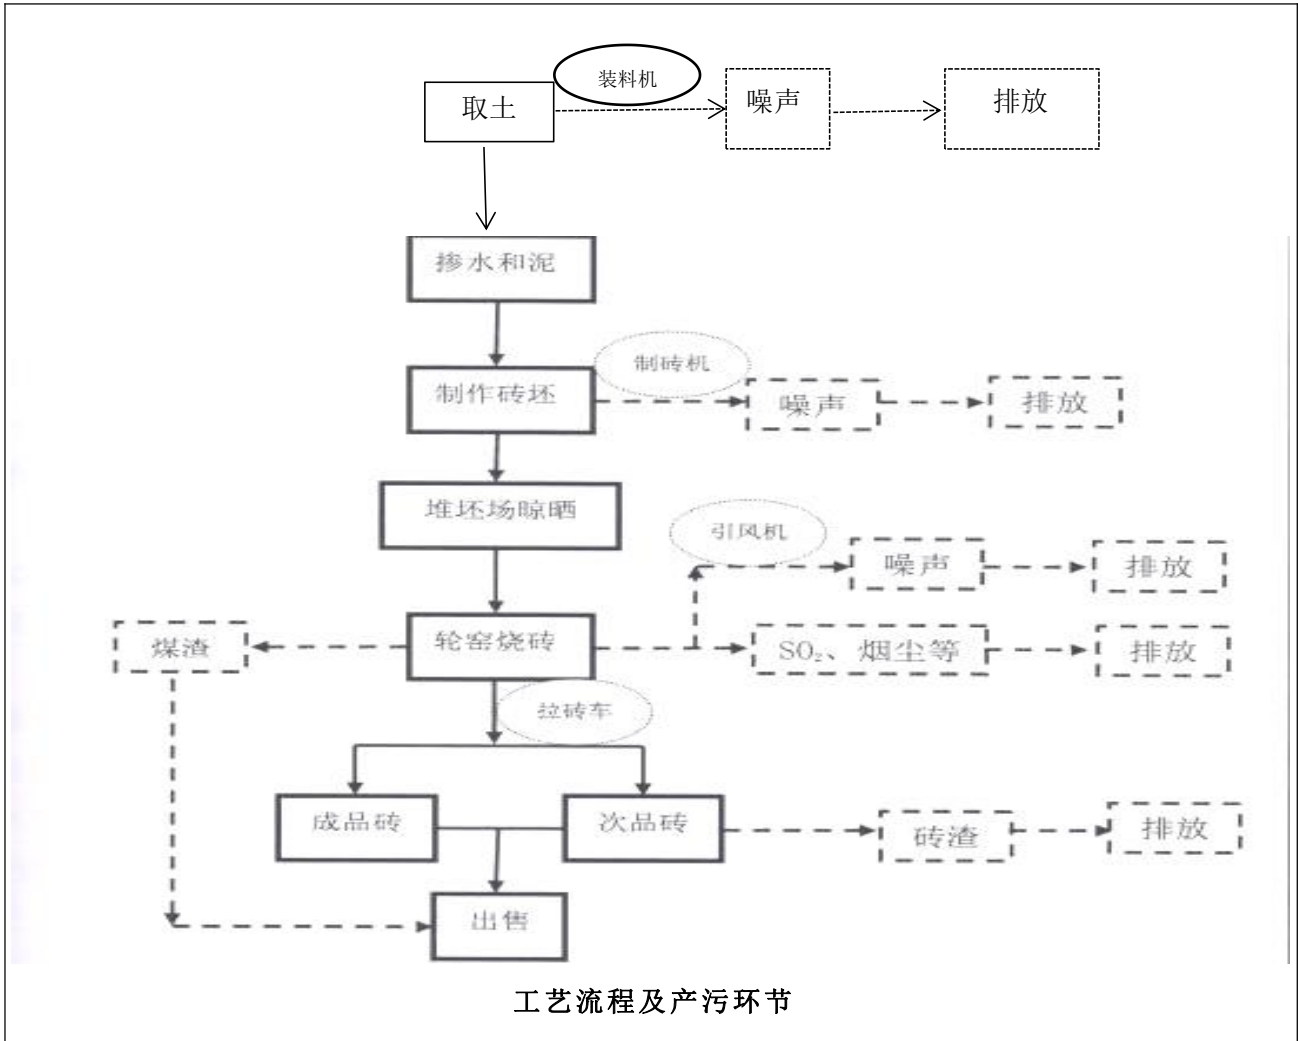 装料机
取土
噪声
排放
掺水和泥
制砖机
制作砖坯
噪声
排放
堆坯场晾晒
引风机
噪声
排放
煤渣
轮窑烧砖
SO₂、烟尘等
排放
拉砖车
成品砖
次品砖
砖渣
排放
出售
工艺流程及产污环节